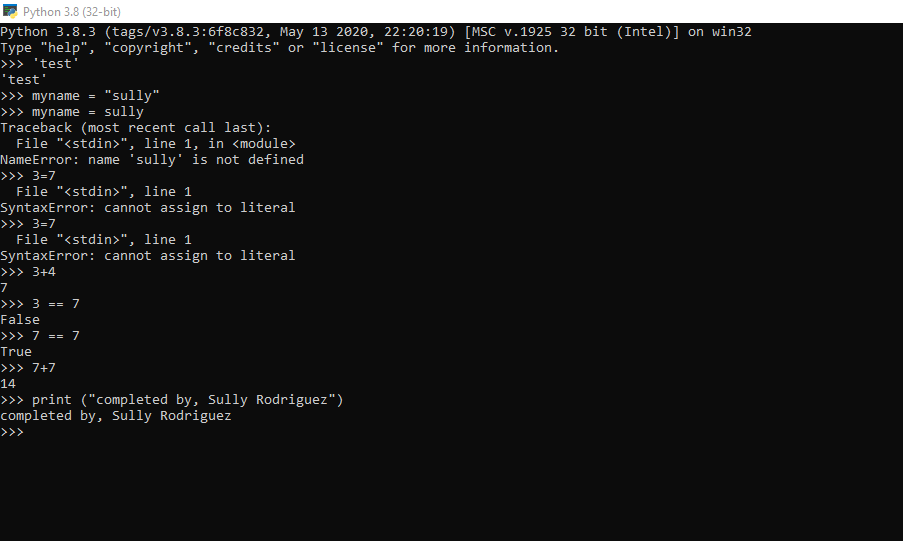 Python 3.8 (32-bit)
Python 3.8.3 (tags/v3.8.3:6f8c832, May 13 2020, 22:20:19) [MSC v.1925 32 bit (Intel)] on win32
Type "help", "copyright", "credits" or "license" for more information.
>>> 'test'
'test'
>>> myname = "sully"
>>> myname = sully
Traceback (most recent call last):
  File "<stdin>", line 1, in <module>
NameError: name 'sully' is not defined
>>> 3=7
  File "<stdin>", line 1
SyntaxError: cannot assign to literal
>>> 3=7
  File "<stdin>", line 1
SyntaxError: cannot assign to literal
>>> 3+4
7
>>> 3 == 7
False
>>> 7 == 7
True
>>> 7+7
14
>>> print ("completed by, Sully Rodriguez")
completed by, Sully Rodriguez
>>>